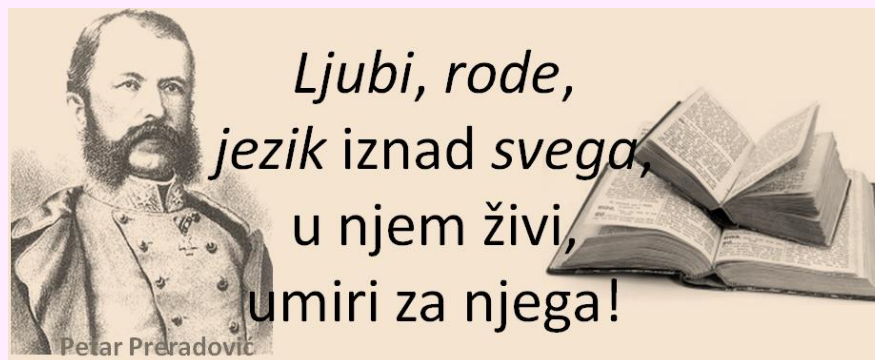 Ljubi, rode,
jezik iznad svega,
u njem živi,
umiri za njega!
Petar Preradović